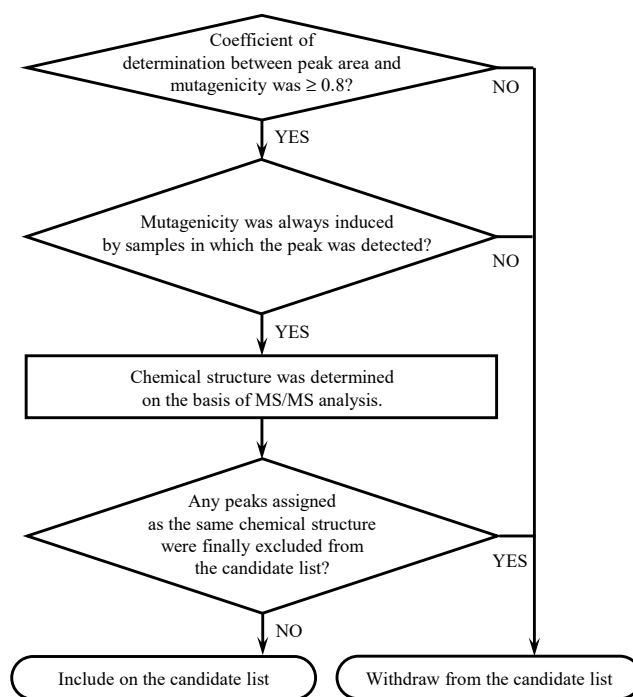 Coefficient of
determination between peak area and
mutagenicity was ≥ 0.8?
NO
YES
Mutagenicity was always induced
by samples in which the peak was detected?
NO
YES
Chemical structure was determined
on the basis of MS/MS analysis.
Any peaks assigned
as the same chemical structure
were finally excluded from
the candidate list?
YES
NO
Include on the candidate list
Withdraw from the candidate list